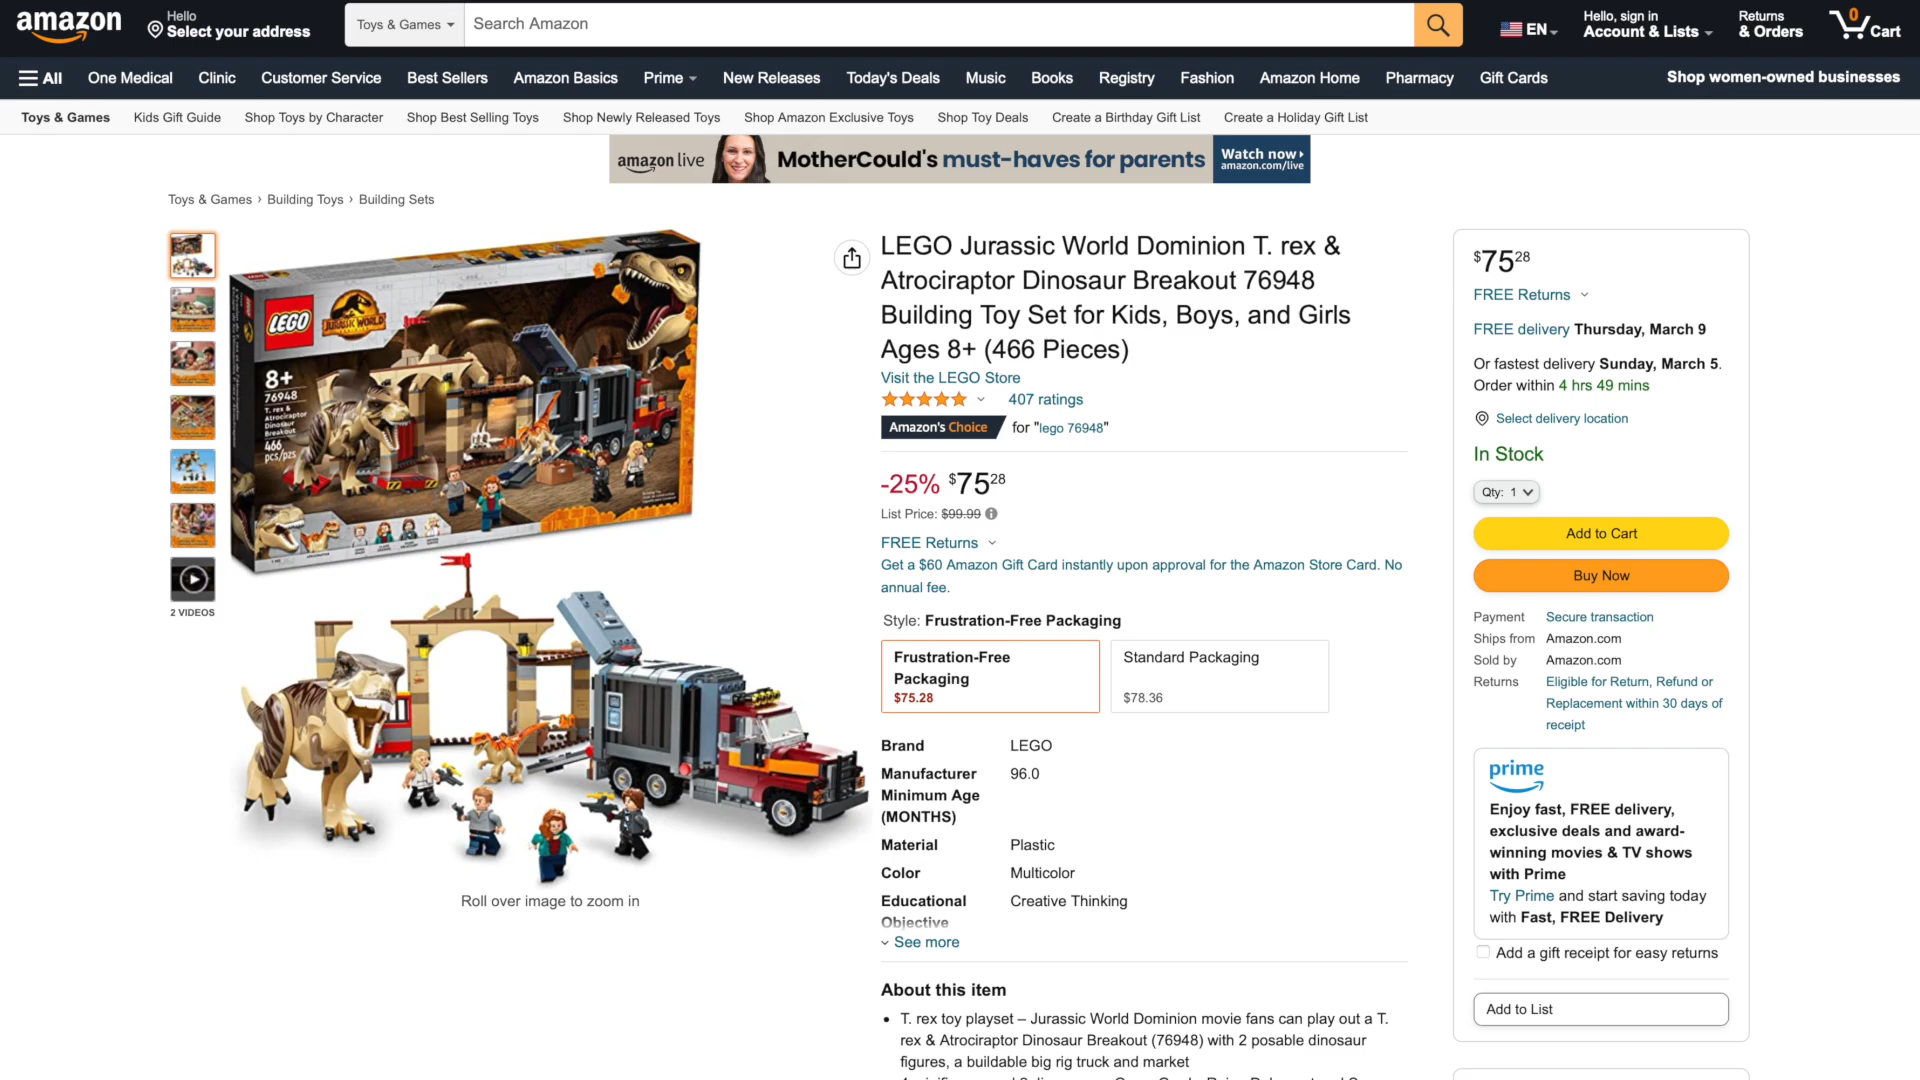 amazon
Hello
Select your address
Toys & Games
Search Amazon
EN
Hello, sign in
Account & Lists
Returns
& Orders
0
Cart
All
One Medical
Clinic
Customer Service
Best Sellers
Amazon Basics
Prime
New Releases
Today's Deals
Music
Books
Registry
Fashion
Amazon Home
Pharmacy
Gift Cards
Shop women-owned businesses
Toys & Games
Kids Gift Guide
Shop Toys by Character
Shop Best Selling Toys
Shop Newly Released Toys
Shop Amazon Exclusive Toys
Shop Toy Deals
Create a Birthday Gift List
Create a Holiday Gift List
amazon live
MotherCould's must-haves for parents
Watch now
amazon.com/live
Toys & Games › Building Toys › Building Sets
2 VIDEOS
LEGO
JURASSIC WORLD
8+
76948
T. rex &
Atrociraptor
Dinosaur
Breakout
466
pcs/pzs
Roll over image to zoom in
LEGO Jurassic World Dominion T. rex &
Atrociraptor Dinosaur Breakout 76948
Building Toy Set for Kids, Boys, and Girls
Ages 8+ (466 Pieces)
Visit the LEGO Store
407 ratings
Amazon's Choice for "lego 76948"
-25% $75 28
List Price: $99.99
FREE Returns
Get a $60 Amazon Gift Card instantly upon approval for the Amazon Store Card. No
annual fee.
Style: Frustration-Free Packaging
Frustration-Free
Packaging
$75.28
Standard Packaging
$78.36
Brand LEGO
Manufacturer 96.0
Minimum Age
(MONTHS)
Material Plastic
Color Multicolor
Educational Creative Thinking
Objective
See more
About this item
• T. rex toy playset – Jurassic World Dominion movie fans can play out a T.
rex & Atrociraptor Dinosaur Breakout (76948) with 2 posable dinosaur
figures, a buildable big rig truck and market
$75 28
FREE Returns
FREE delivery Thursday, March 9
Or fastest delivery Sunday, March 5.
Order within 4 hrs 49 mins
Select delivery location
In Stock
Qty: 1
Add to Cart
Buy Now
Payment Secure transaction
Ships from Amazon.com
Sold by Amazon.com
Returns Eligible for Return, Refund or
Replacement within 30 days of
receipt
prime
Enjoy fast, FREE delivery,
exclusive deals and award-
winning movies & TV shows
with Prime
Try Prime and start saving today
with Fast, FREE Delivery
Add a gift receipt for easy returns
Add to List